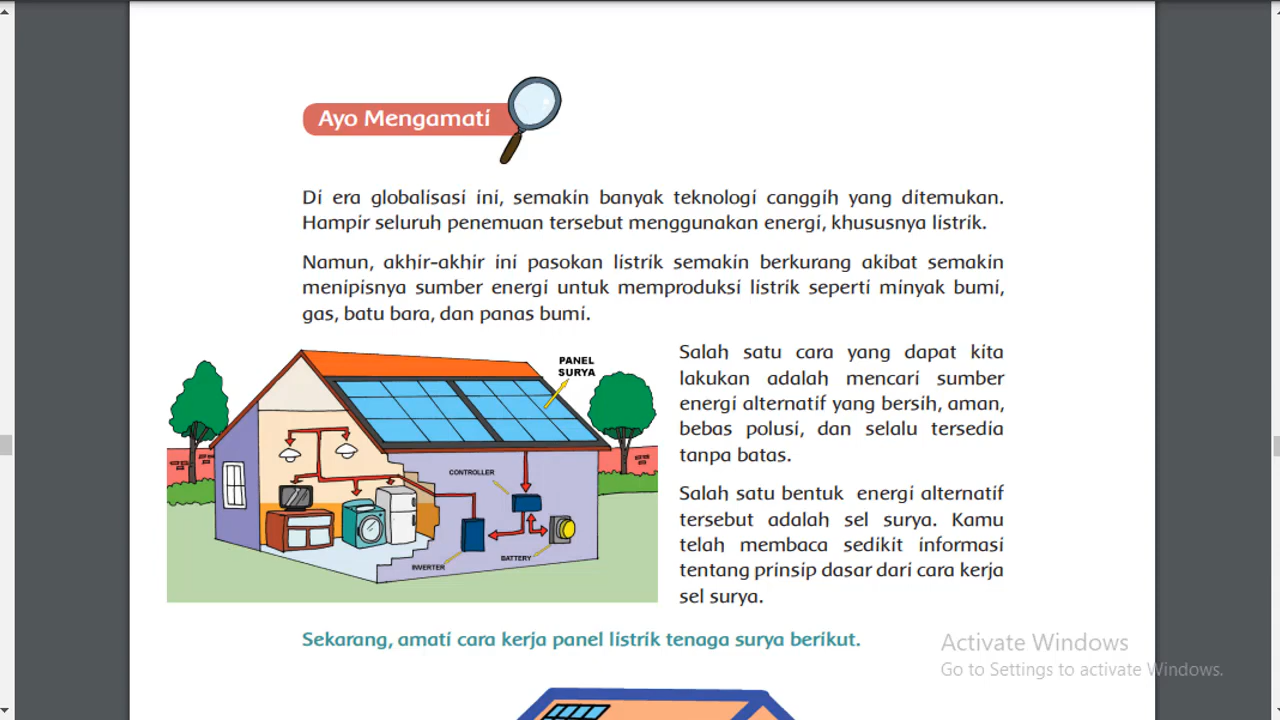 Ayo Mengamati
Di era globalisasi ini, semakin banyak teknologi canggih yang ditemukan.
Hampir seluruh penemuan tersebut menggunakan energi, khususnya listrik.
Namun, akhir-akhir ini pasokan listrik semakin berkurang akibat semakin
menipisnya sumber energi untuk memproduksi listrik seperti minyak bumi,
gas, batu bara, dan panas bumi.
PANEL
SURYA
CONTROLLER
INVERTER
BATTERY
Salah satu cara yang dapat kita
lakukan adalah mencari sumber
energi alternatif yang bersih, aman,
bebas polusi, dan selalu tersedia
tanpa batas.
Salah satu bentuk energi alternatif
tersebut adalah sel surya. Kamu
telah membaca sedikit informasi
tentang prinsip dasar dari cara kerja
sel surya.
Sekarang, amati cara kerja panel listrik tenaga surya berikut.
Activate Windows
Go to Settings to activate Windows.